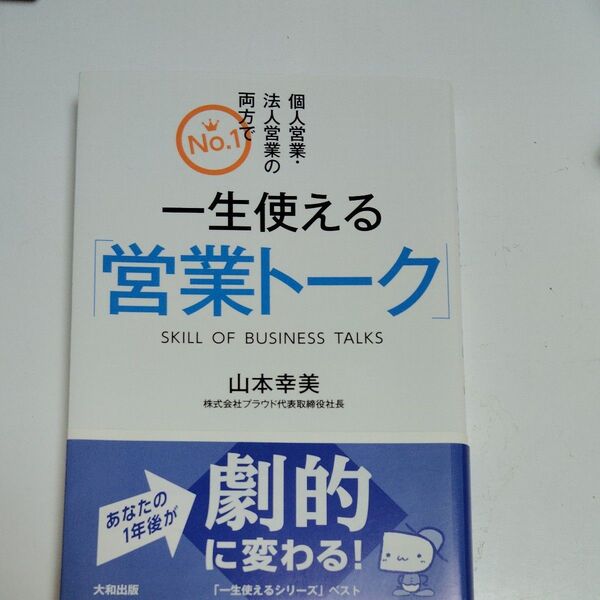 個人営業・
法人営業の
両方で
No.1
一生使える
「営業トーク」
SKILL OF BUSINESS TALKS
山本幸美
株式会社プラウド代表取締役社長
あなたの
1年後が
劇的
に変わる!
大和出版
「一生使えるシリーズ」ベスト